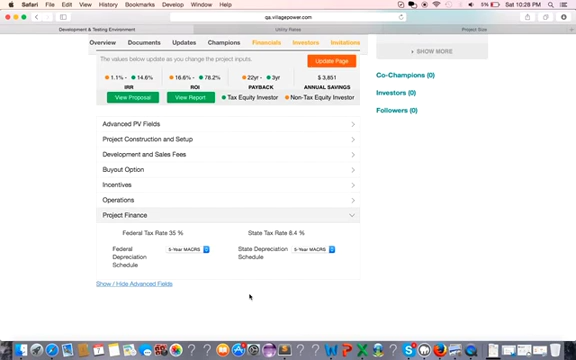 Safari File Edit View History Bookmarks Develop Window Help
5% Sat 10:28 PM
qa.villagepower.com
Development & Testing Environment Utility Rates Project Size
Overview Documents Updates Champions Financials Investors Invitations
The values below update as you change the project inputs.
Update Page
1.1% - 14.6% 16.6% - 78.2% 22yr - 3yr $ 3,851
IRR ROI PAYBACK ANNUAL SAVINGS
View Proposal View Report Tax Equity Investor Non-Tax Equity Investor
SHOW MORE
Co-Champions (0)
Investors (0)
Followers (0)
Advanced PV Fields
Project Construction and Setup
Development and Sales Fees
Buyout Option
Incentives
Operations
Project Finance
Federal Tax Rate 35 % State Tax Rate 8.4 %
Federal Depreciation Schedule 5-Year MACRS
State Depreciation Schedule 5-Year MACRS
Show / Hide Advanced Fields